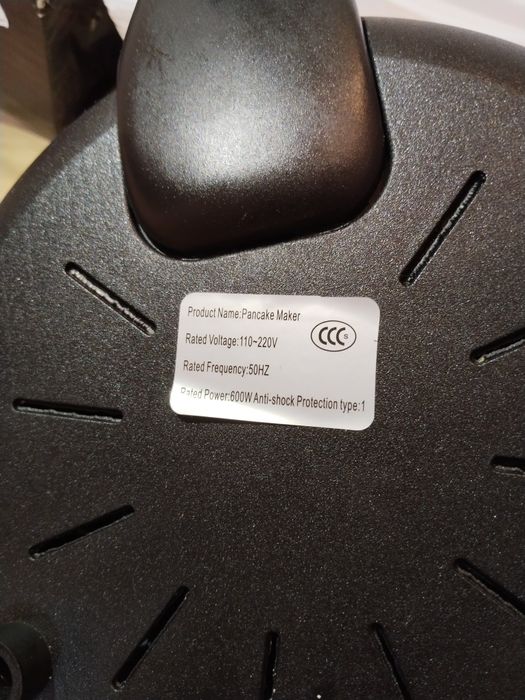 Product Name:Pancake Maker
CCCs
Rated Voltage:110~220V
Rated Frequency:50HZ
Rated Power:600W Anti-shock Protection type:1